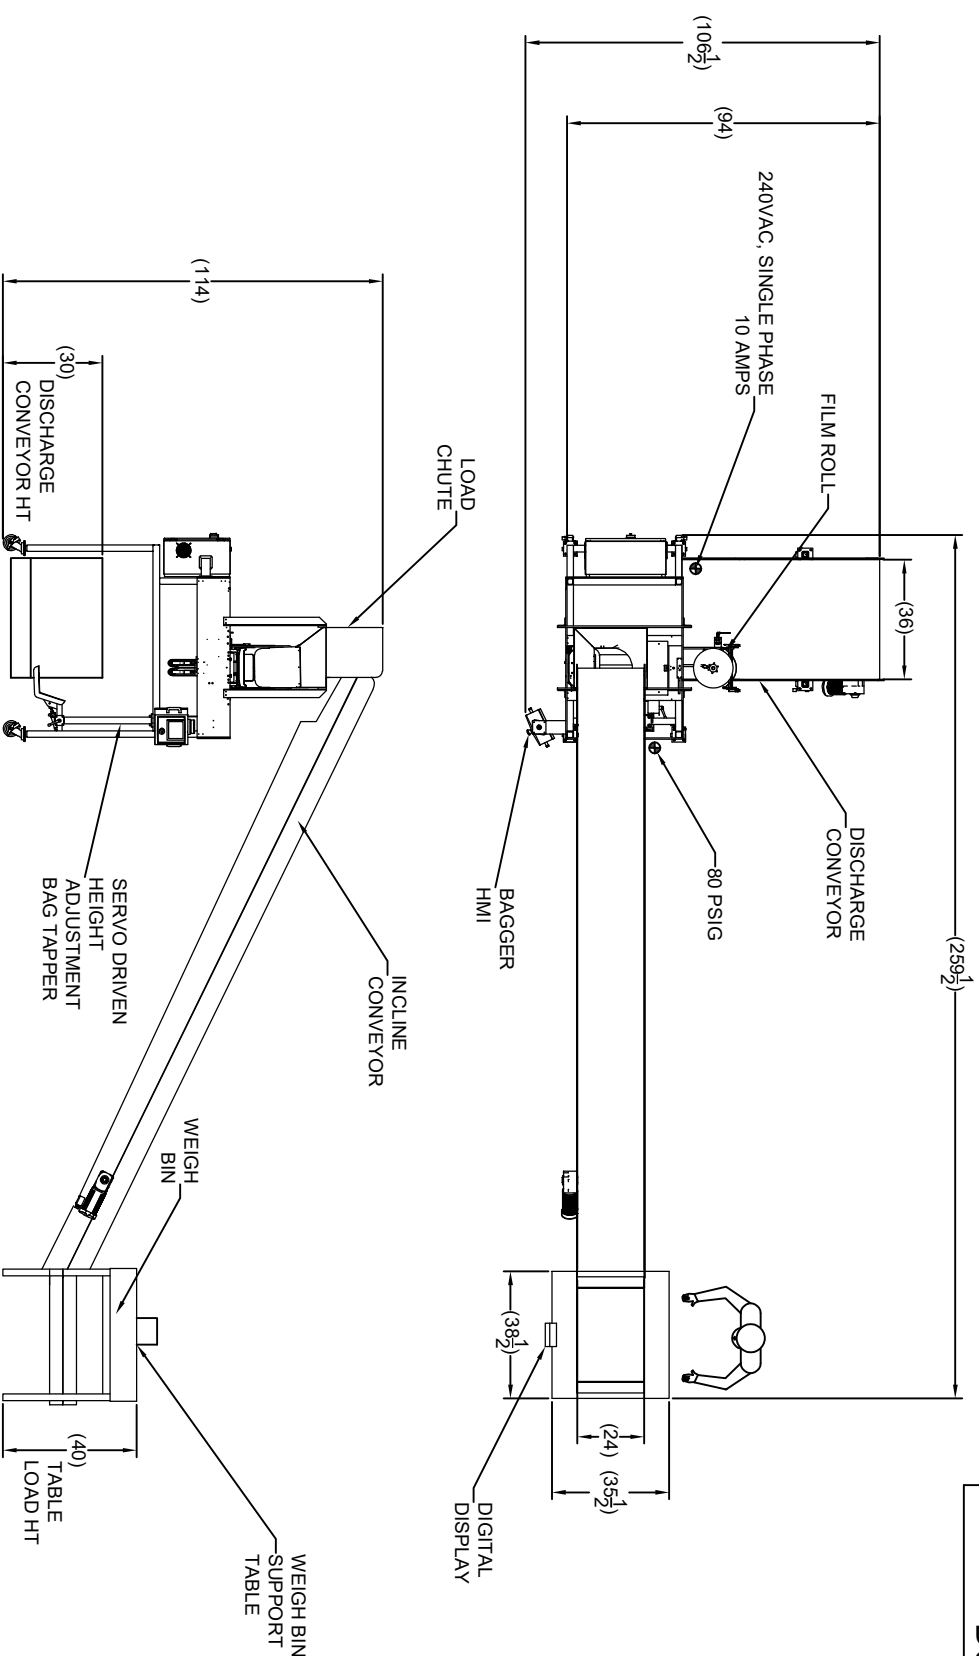 (259½)
(106½)
(94)
(36)
240VAC, SINGLE PHASE
10 AMPS
FILM ROLL
DISCHARGE
CONVEYOR
80 PSIG
BAGGER
HMI
(38½)
(24)
(35½)
DIGITAL
DISPLAY
(114)
(30)
DISCHARGE
CONVEYOR HT
LOAD
CHUTE
INCLINE
CONVEYOR
SERVO DRIVEN
HEIGHT
ADJUSTMENT
BAG TAPPER
WEIGH
BIN
(40)
TABLE
LOAD HT
WEIGH BIN
SUPPORT
TABLE